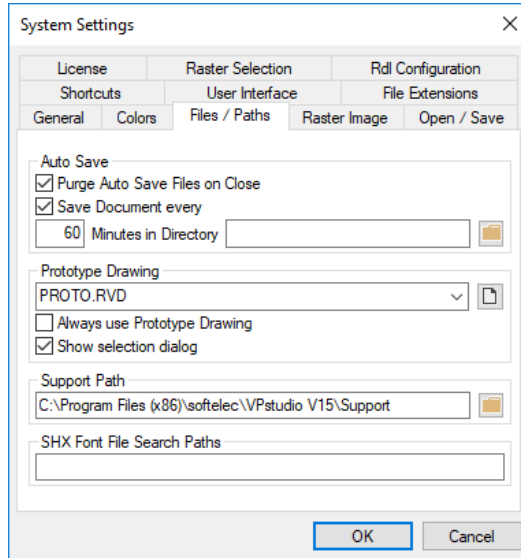 System Settings
License Raster Selection Rdl Configuration
Shortcuts User Interface File Extensions
General Colors Files / Paths Raster Image Open / Save
Auto Save
Purge Auto Save Files on Close
Save Document every
60 Minutes in Directory
Prototype Drawing
PROTO.RVD
Always use Prototype Drawing
Show selection dialog
Support Path
C:\Program Files (x86)\softelec\VPstudio V15\Support
SHX Font File Search Paths
OK Cancel